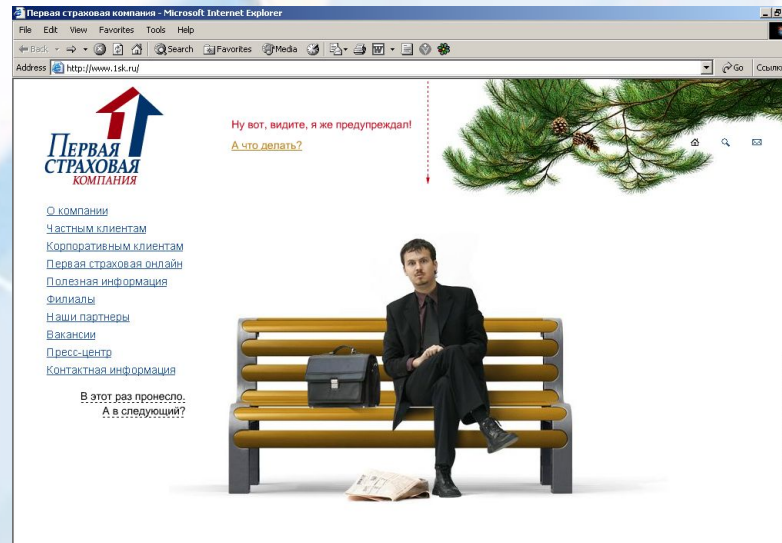 Первая страховая компания - Microsoft Internet Explorer
File Edit View Favorites Tools Help
Back Search Favorites Media
Address http://www.1sk.ru/ Go Ссылки
ПЕРВАЯ
СТРАХОВАЯ
КОМПАНИЯ
Ну вот, видите, я же предупреждал!
А что делать?
О компании
Частным клиентам
Корпоративным клиентам
Первая страховая онлайн
Полезная информация
Филиалы
Наши партнеры
Вакансии
Пресс-центр
Контактная информация
В этот раз пронесло.
А в следующий?